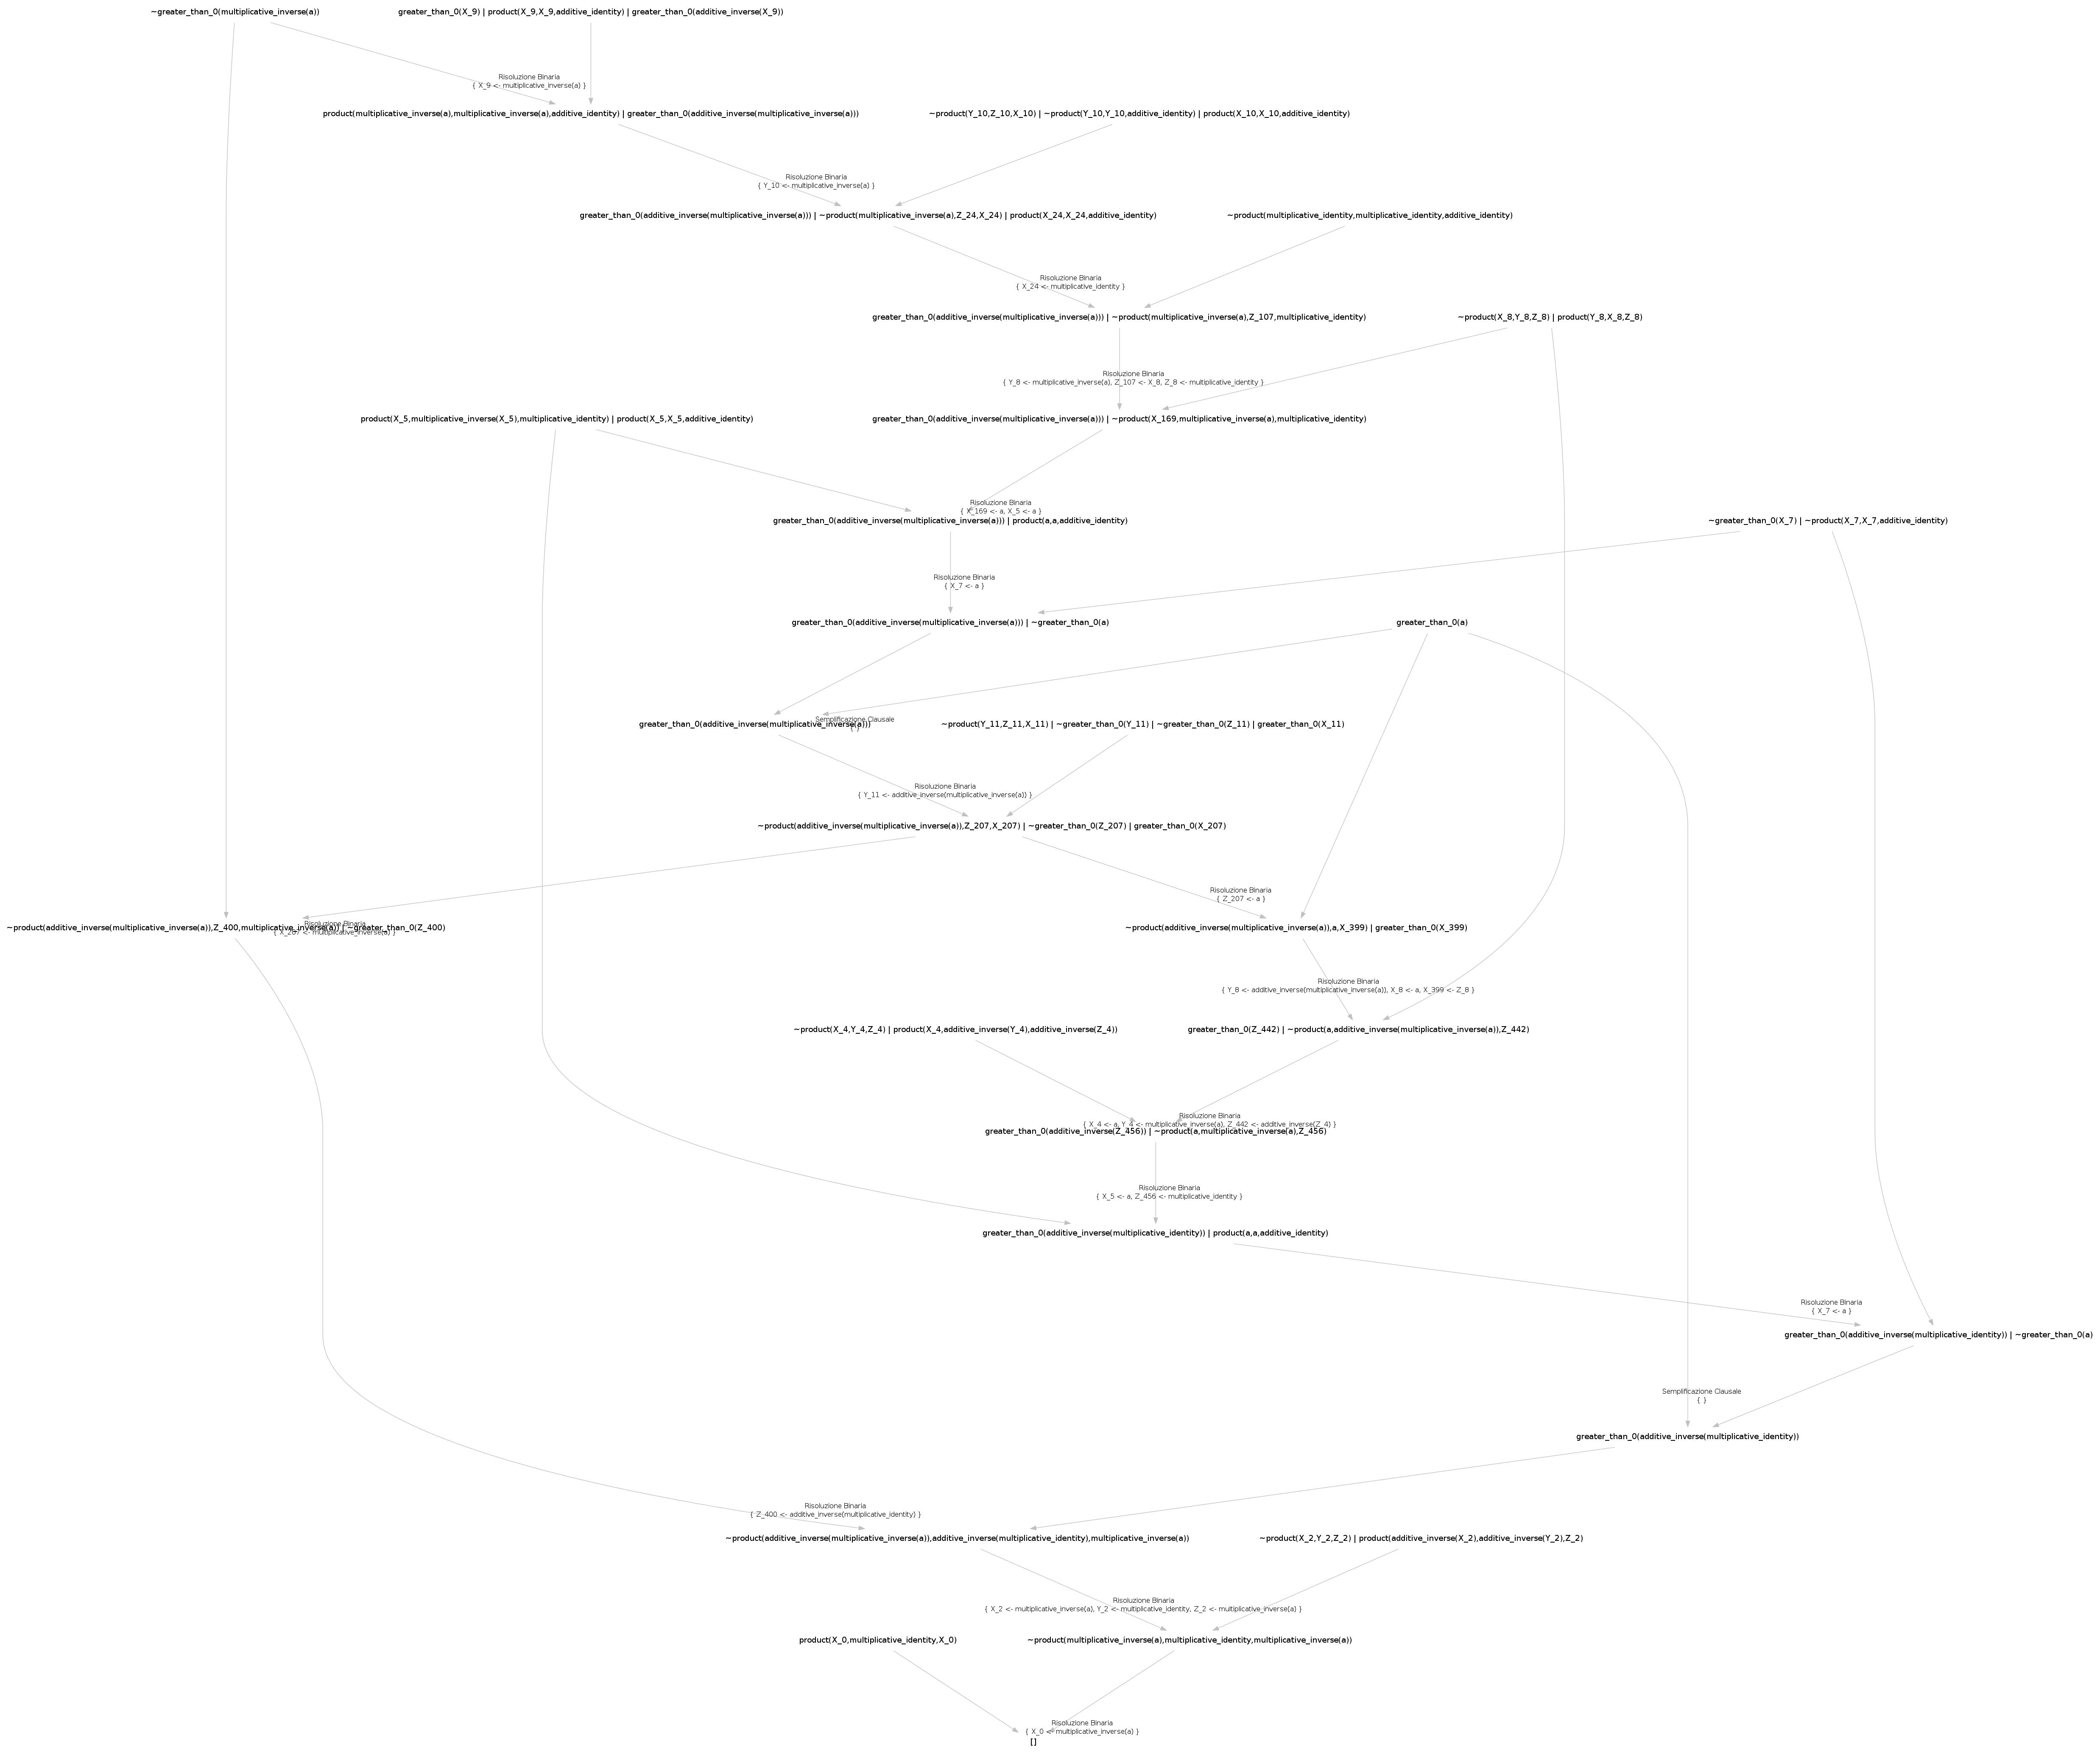 ~greater_than_0(multiplicative_inverse(a))
greater_than_0(X_9) | product(X_9,X_9,additive_identity) | greater_than_0(additive_inverse(X_9))
Risoluzione Binaria
{ X_9 <- multiplicative_inverse(a) }
product(multiplicative_inverse(a),multiplicative_inverse(a),additive_identity) | greater_than_0(additive_inverse(multiplicative_inverse(a)))
~product(Y_10,Z_10,X_10) | ~product(Y_10,Y_10,additive_identity) | product(X_10,X_10,additive_identity)
Risoluzione Binaria
{ Y_10 <- multiplicative_inverse(a) }
greater_than_0(additive_inverse(multiplicative_inverse(a))) | ~product(multiplicative_inverse(a),Z_24,X_24) | product(X_24,X_24,additive_identity)
~product(multiplicative_identity,multiplicative_identity,additive_identity)
Risoluzione Binaria
{ X_24 <- multiplicative_identity }
greater_than_0(additive_inverse(multiplicative_inverse(a))) | ~product(multiplicative_inverse(a),Z_107,multiplicative_identity)
~product(X_8,Y_8,Z_8) | product(Y_8,X_8,Z_8)
Risoluzione Binaria
{ Y_8 <- multiplicative_inverse(a), Z_107 <- X_8, Z_8 <- multiplicative_identity }
product(X_5,multiplicative_inverse(X_5),multiplicative_identity) | product(X_5,X_5,additive_identity)
greater_than_0(additive_inverse(multiplicative_inverse(a))) | ~product(X_169,multiplicative_inverse(a),multiplicative_identity)
Risoluzione Binaria
{ X_169 <- a, X_5 <- a }
greater_than_0(additive_inverse(multiplicative_inverse(a))) | product(a,a,additive_identity)
~greater_than_0(X_7) | ~product(X_7,X_7,additive_identity)
Risoluzione Binaria
{ X_7 <- a }
greater_than_0(additive_inverse(multiplicative_inverse(a))) | ~greater_than_0(a)
greater_than_0(a)
Semplificazione Clausale
{ }
greater_than_0(additive_inverse(multiplicative_inverse(a)))
~product(Y_11,Z_11,X_11) | ~greater_than_0(Y_11) | ~greater_than_0(Z_11) | greater_than_0(X_11)
Risoluzione Binaria
{ Y_11 <- additive_inverse(multiplicative_inverse(a)) }
~product(additive_inverse(multiplicative_inverse(a)),Z_207,X_207) | ~greater_than_0(Z_207) | greater_than_0(X_207)
Risoluzione Binaria
{ Z_207 <- a }
Risoluzione Binaria
{ X_207 <- multiplicative_inverse(a) }
~product(additive_inverse(multiplicative_inverse(a)),Z_400,multiplicative_inverse(a)) | ~greater_than_0(Z_400)
~product(additive_inverse(multiplicative_inverse(a)),a,X_399) | greater_than_0(X_399)
Risoluzione Binaria
{ Y_8 <- additive_inverse(multiplicative_inverse(a)), X_8 <- a, X_399 <- Z_8 }
~product(X_4,Y_4,Z_4) | product(X_4,additive_inverse(Y_4),additive_inverse(Z_4))
greater_than_0(Z_442) | ~product(a,additive_inverse(multiplicative_inverse(a)),Z_442)
Risoluzione Binaria
{ X_4 <- a, Y_4 <- multiplicative_inverse(a), Z_442 <- additive_inverse(Z_4) }
greater_than_0(additive_inverse(Z_456)) | ~product(a,multiplicative_inverse(a),Z_456)
Risoluzione Binaria
{ X_5 <- a, Z_456 <- multiplicative_identity }
greater_than_0(additive_inverse(multiplicative_identity)) | product(a,a,additive_identity)
Risoluzione Binaria
{ X_7 <- a }
greater_than_0(additive_inverse(multiplicative_identity)) | ~greater_than_0(a)
Semplificazione Clausale
{ }
greater_than_0(additive_inverse(multiplicative_identity))
Risoluzione Binaria
{ Z_400 <- additive_inverse(multiplicative_identity) }
~product(additive_inverse(multiplicative_inverse(a)),additive_inverse(multiplicative_identity),multiplicative_inverse(a))
~product(X_2,Y_2,Z_2) | product(additive_inverse(X_2),additive_inverse(Y_2),Z_2)
Risoluzione Binaria
{ X_2 <- multiplicative_inverse(a), Y_2 <- multiplicative_identity, Z_2 <- multiplicative_inverse(a) }
product(X_0,multiplicative_identity,X_0)
~product(multiplicative_inverse(a),multiplicative_identity,multiplicative_inverse(a))
Risoluzione Binaria
{ X_0 <- multiplicative_inverse(a) }
[]